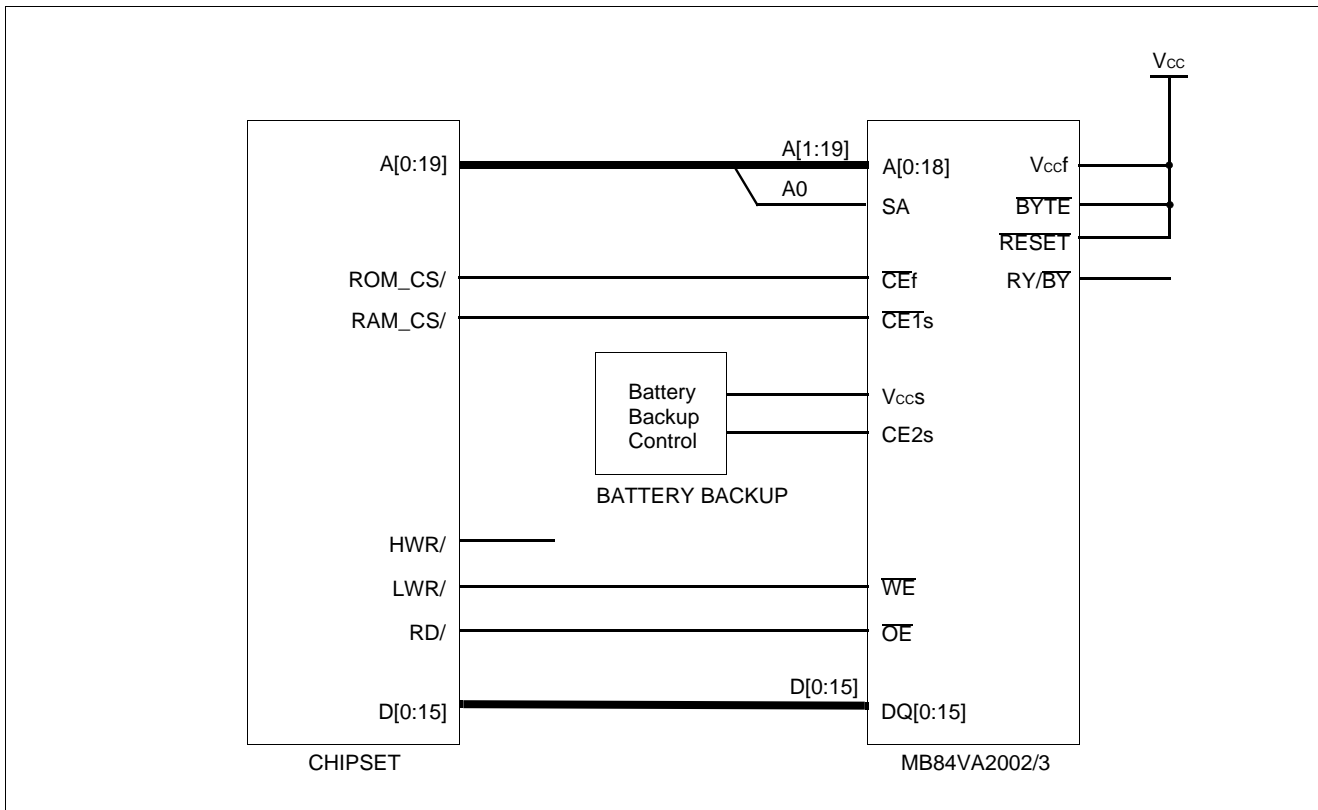 Vcc
A[0:19]
A[1:19]
A[0:18]
Vccf
A0
SA
BYTE
RESET
ROM_CS/
CEf
RY/BY
RAM_CS/
CE1s
Battery
Backup
Control
Vccs
CE2s
BATTERY BACKUP
HWR/
LWR/
WE
RD/
OE
D[0:15]
D[0:15]
DQ[0:15]
CHIPSET
MB84VA2002/3